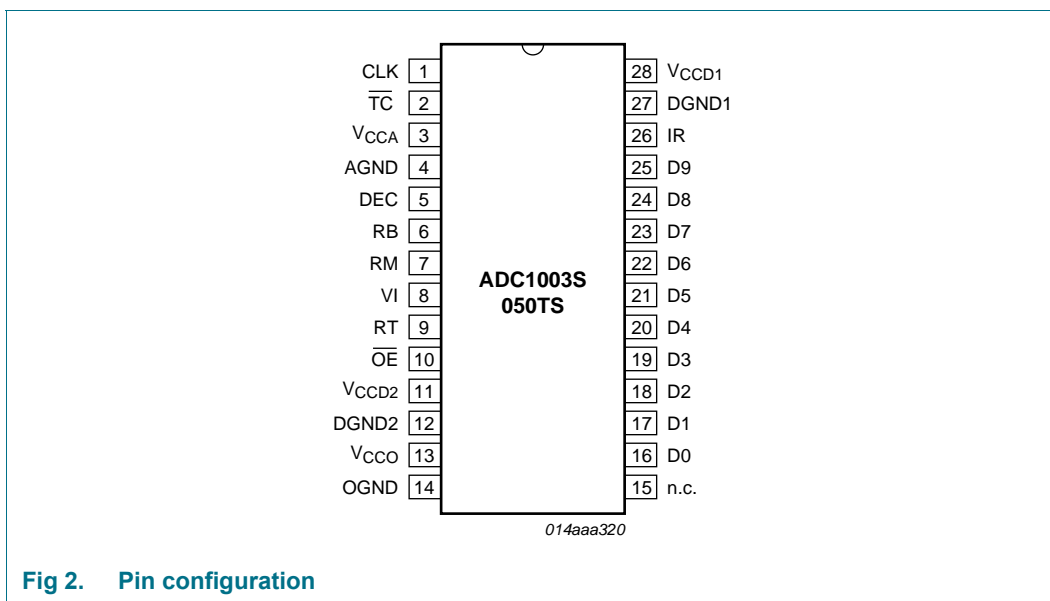 CLK 1 28 VCCD1
TC 2 27 DGND1
VCCA 3 26 IR
AGND 4 25 D9
DEC 5 24 D8
RB 6 23 D7
RM 7 22 D6
VI 8 21 D5
RT 9 20 D4
OE 10 19 D3
VCCD2 11 18 D2
DGND2 12 17 D1
VCCO 13 16 D0
OGND 14 15 n.c.
ADC1003S
050TS
014aaa320
Fig 2. Pin configuration